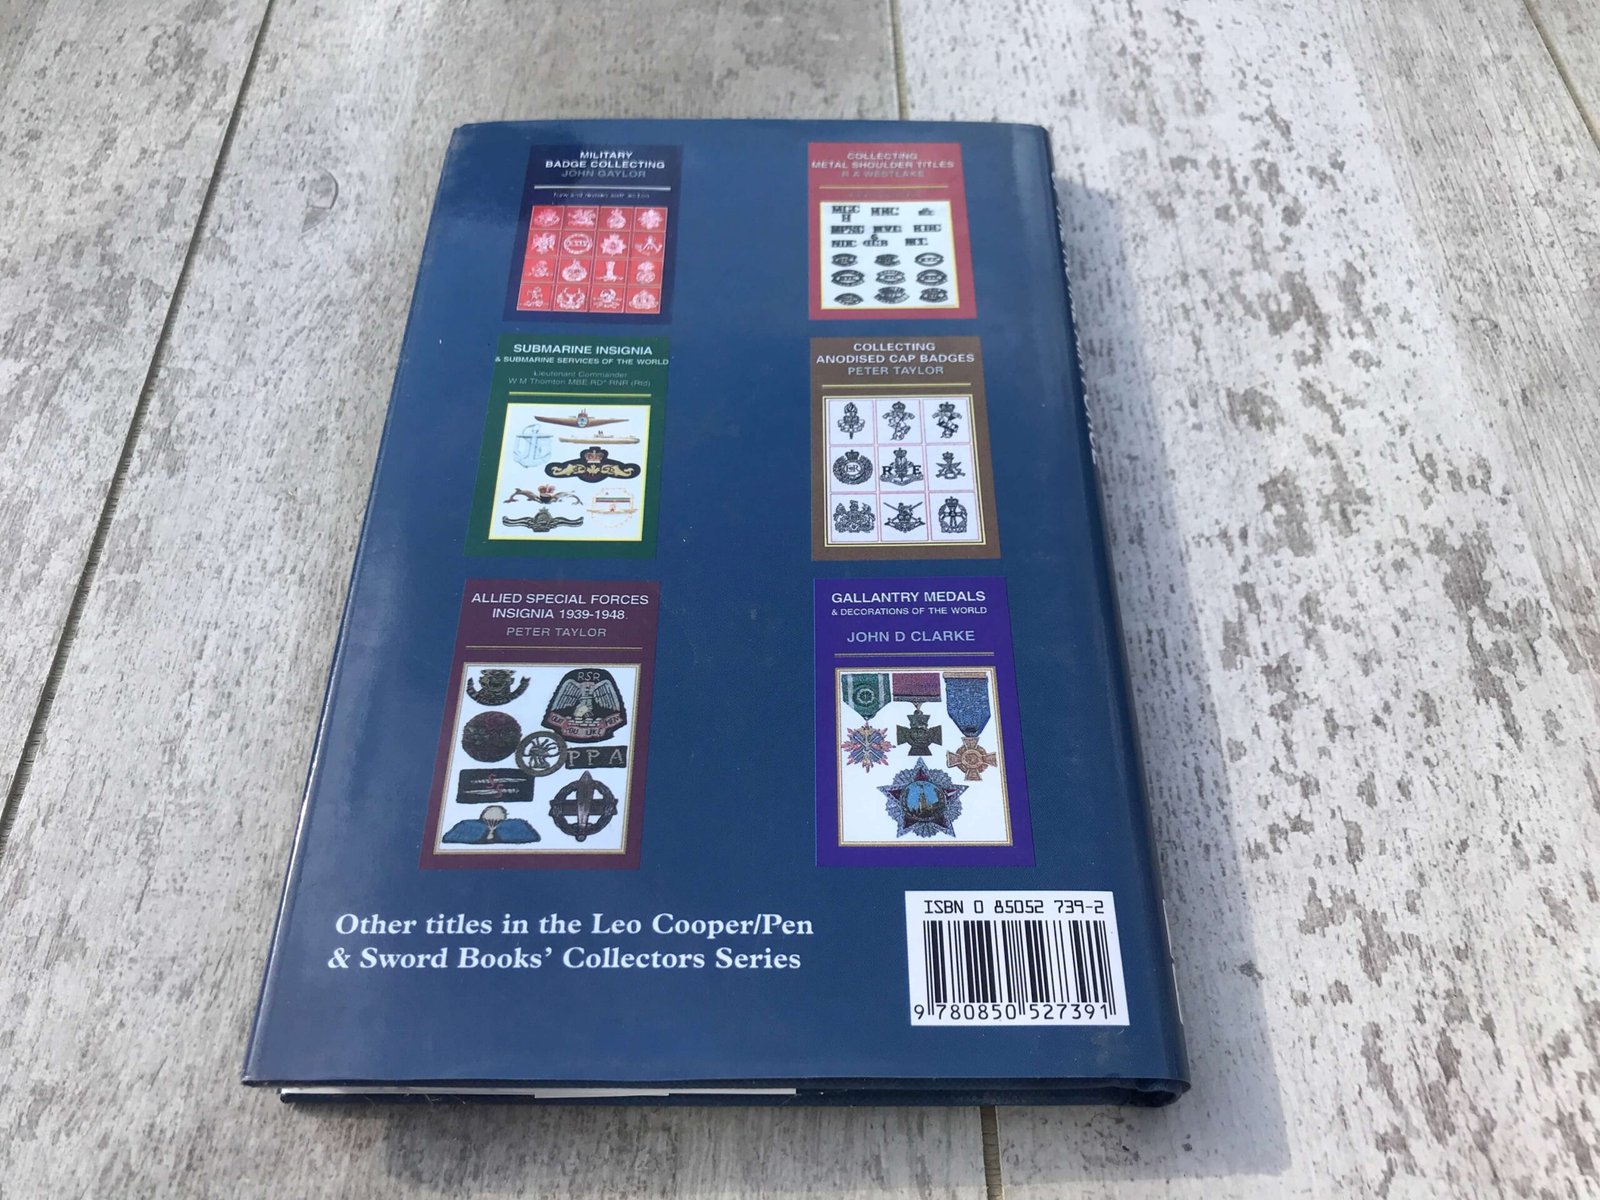 MILITARY
BADGE COLLECTING
JOHN GAYLOR
COLLECTING
METAL SHOULDER TITLES
R A WESTLAKE
SUBMARINE INSIGNIA
& SUBMARINE SERVICES OF THE WORLD
Lieutenant Commander
W M Thornton MBE RD* RNR (Rtd)
COLLECTING
ANODISED CAP BADGES
PETER TAYLOR
R E
ALLIED SPECIAL FORCES
INSIGNIA 1939-1948
PETER TAYLOR
RSR
PPA
GALLANTRY MEDALS
& DECORATIONS OF THE WORLD
JOHN D CLARKE
Other titles in the Leo Cooper/Pen
& Sword Books' Collectors Series
ISBN 0 85052 739-2
9 780850 527391